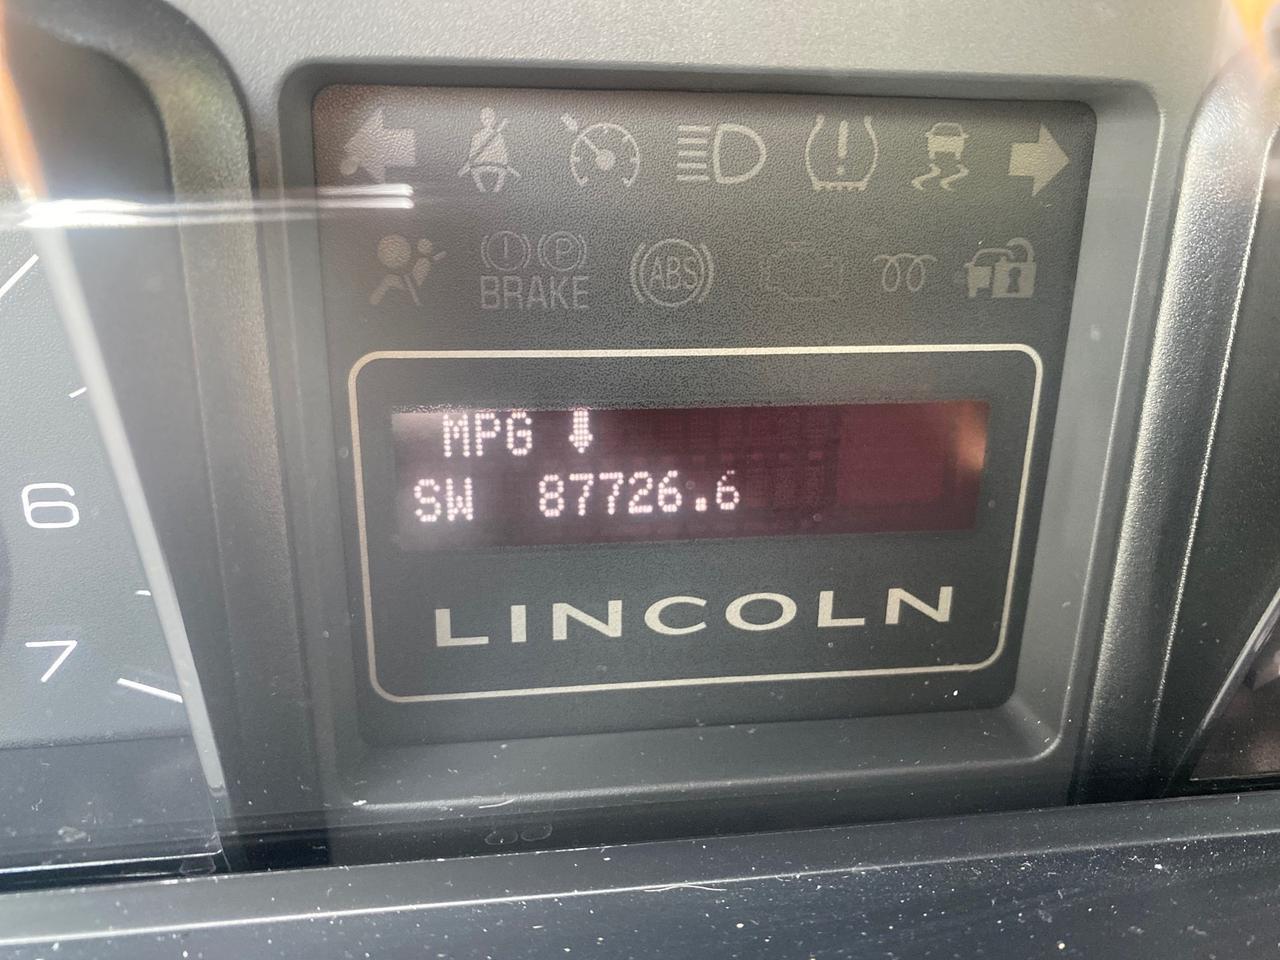 BRAKE
ABS
MPG
SW 87726.6
LINCOLN
6
7